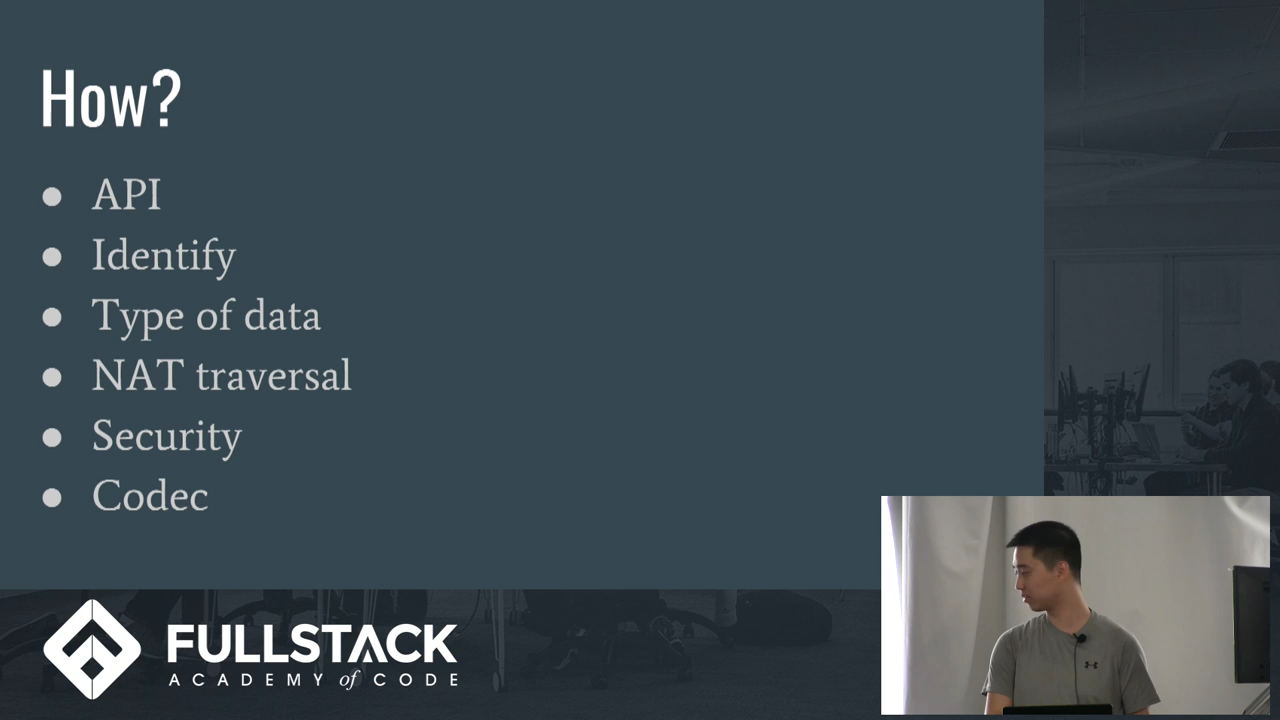 How?
● API
● Identify
● Type of data
● NAT traversal
● Security
● Codec
FULLSTACK
ACADEMY of CODE